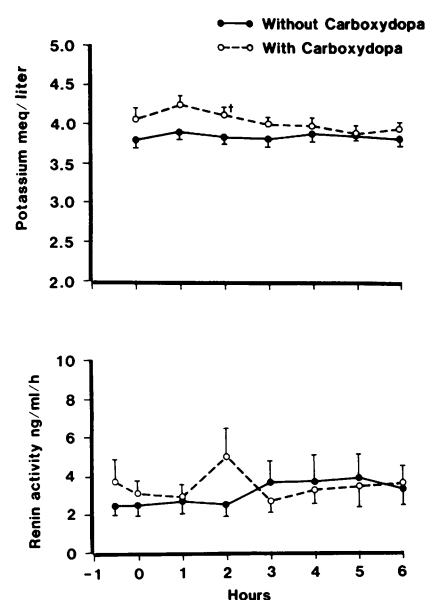 Without Carboxydopa
With Carboxydopa
5.0
4.5
4.0
3.5
3.0
2.5
2.0
Potassium meq/liter
†
10
8
6
4
2
0
Renin activity ng/ml/h
-1 0 1 2 3 4 5 6
Hours